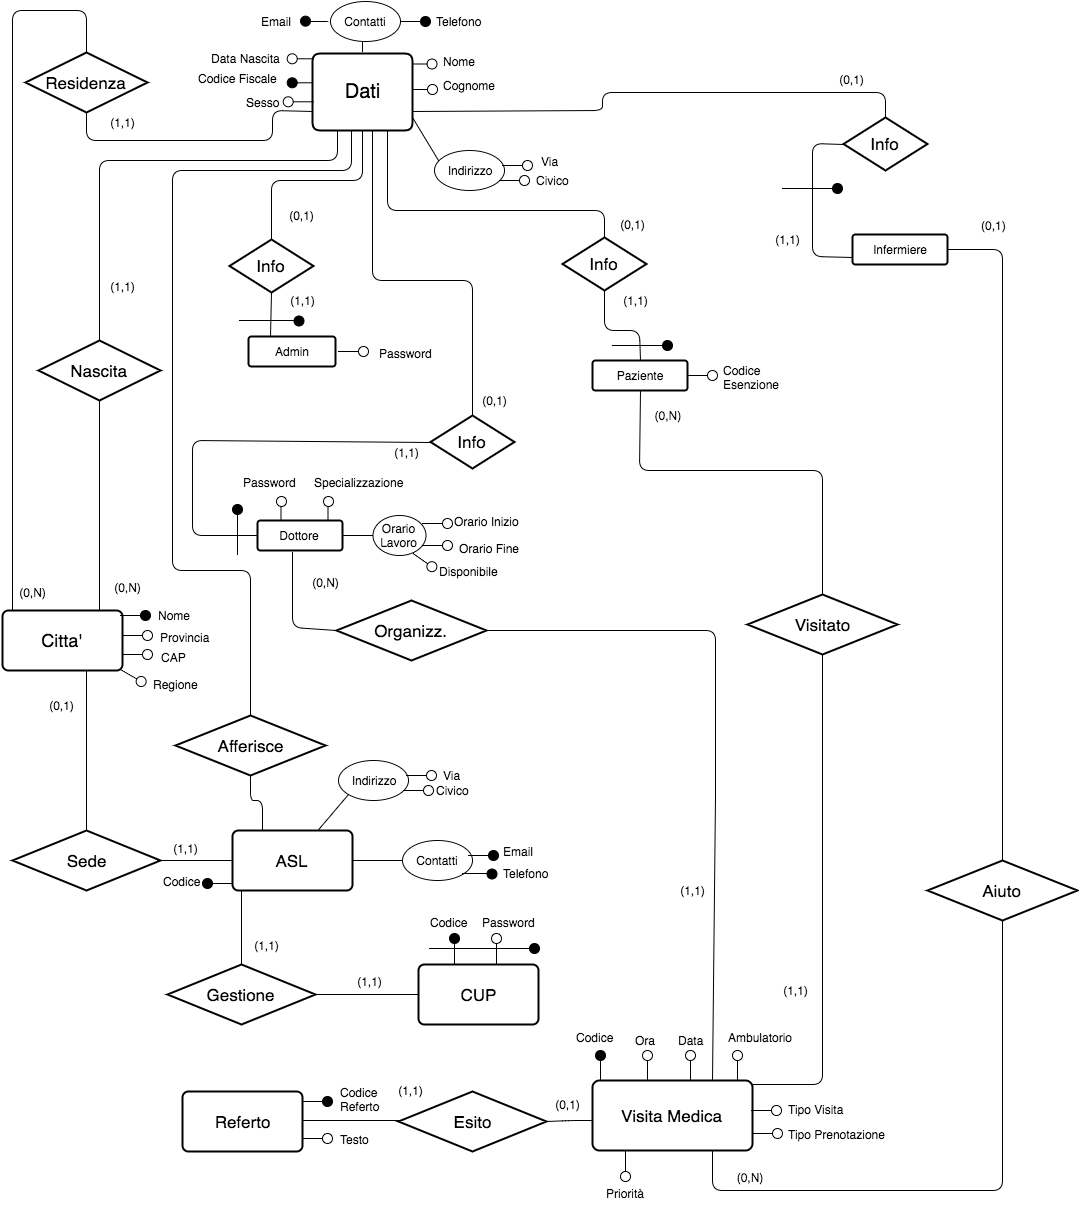 Email
Contatti
Telefono
Data Nascita
Nome
Codice Fiscale
Dati
Cognome
Sesso
Residenza
(1,1)
(0,1)
Info
Indirizzo
Via
Civico
(0,1)
(0,1)
(1,1)
Infermiere
(0,1)
Info
Info
(1,1)
(1,1)
(1,1)
Admin
Password
Nascita
Paziente
Codice
Esenzione
(0,1)
(0,N)
Info
(1,1)
Password
Specializzazione
Dottore
Orario
Lavoro
Orario Inizio
Orario Fine
Disponibile
(0,N)
(0,N)
(0,N)
Nome
Citta'
Provincia
CAP
Regione
Organizz.
Visitato
(0,1)
Afferisce
Indirizzo
Via
Civico
Sede
(1,1)
ASL
Contatti
Email
Telefono
Codice
(1,1)
Aiuto
Codice
Password
(1,1)
Gestione
(1,1)
CUP
(1,1)
Codice
Ora
Data
Ambulatorio
Referto
Codice
Referto
Testo
(1,1)
Esito
(0,1)
Visita Medica
Tipo Visita
Tipo Prenotazione
Priorità
(0,N)